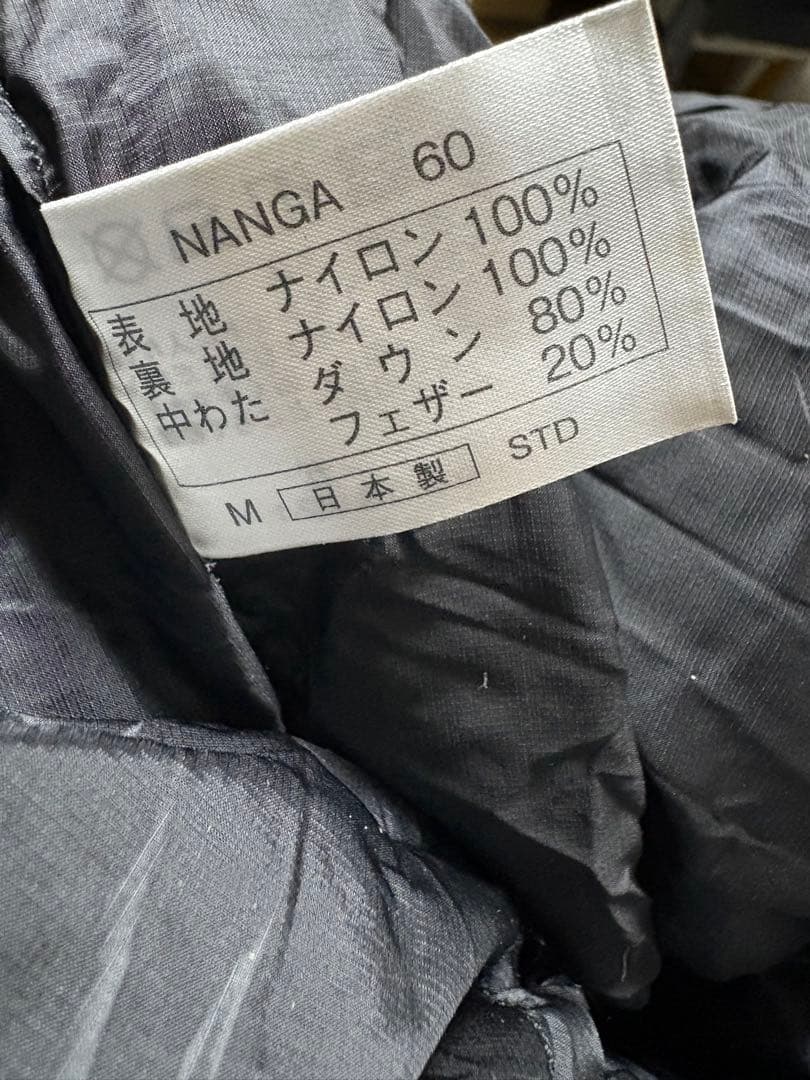 NANGA 60
表地 ナイロン 100%
裏地 ナイロン 100%
中わた ダウン 80%
フェザー 20%
M 日本製 STD